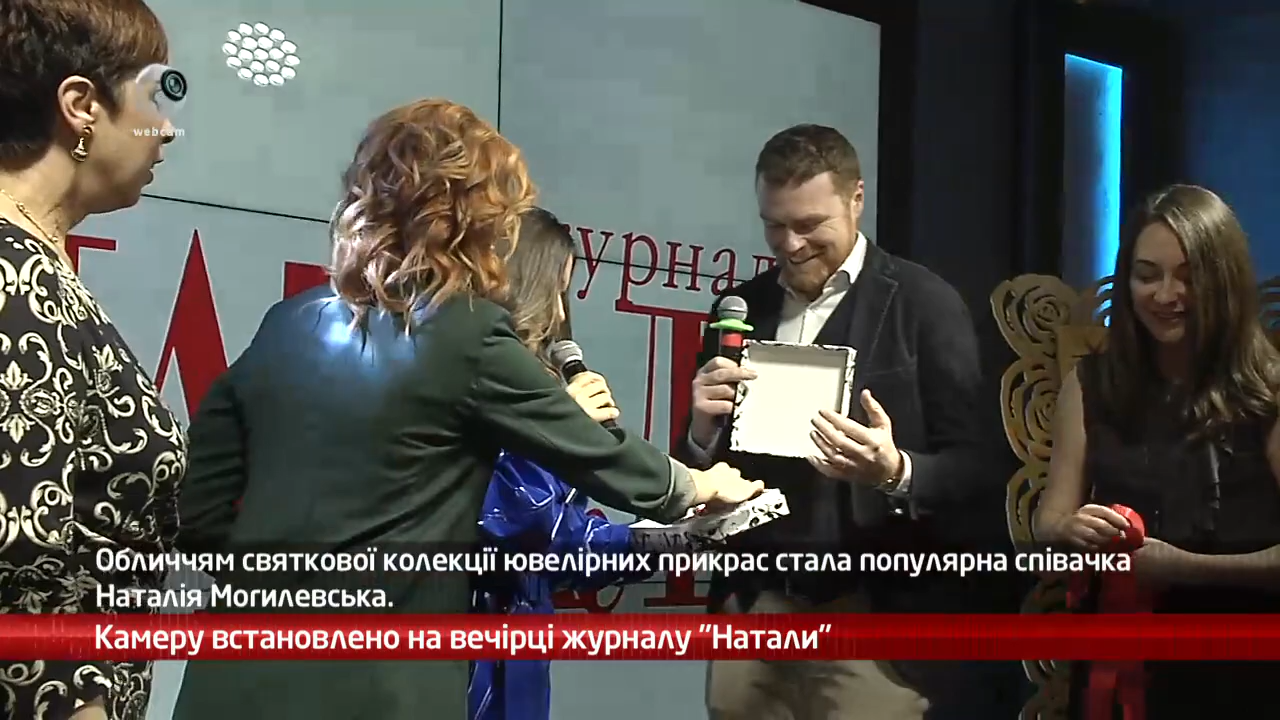 webcam
журнал
Обличчям святкової колекції ювелірних прикрас стала популярна співачка
Наталія Могилевська.
Камеру встановлено на вечірці журналу "Натали"